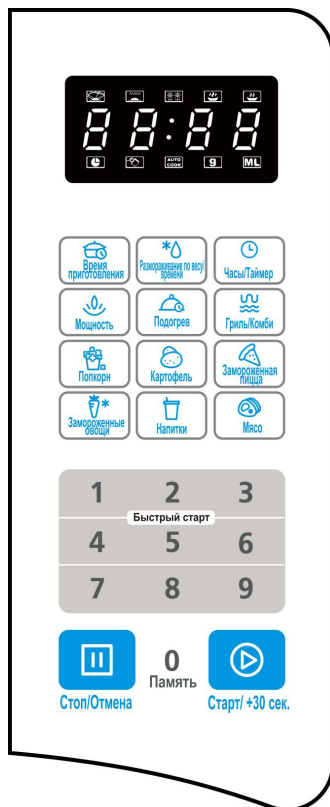 88:88
AUTO
COOK
g
ML
Время
приготовления
Размораживание по весу/
времени
Часы/Таймер
Мощность
Подогрев
Гриль/Комби
Попкорн
Картофель
Замороженная
пицца
Замороженные
овощи
Напитки
Мясо
1 2 3
Быстрый старт
4 5 6
7 8 9
0
Память
Стоп/Отмена
Старт/ +30 сек.